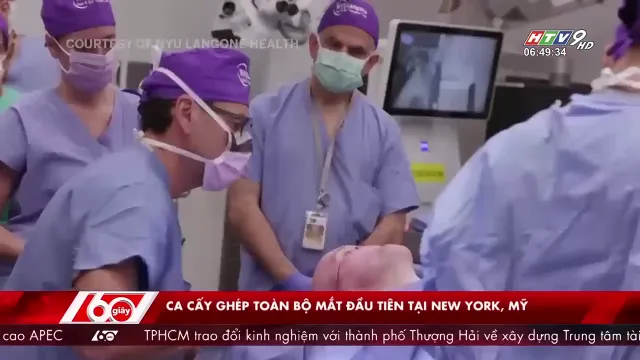 COURTESY OF NYU LANGONE HEALTH
HTV9HD
06:49:34
60 giây
CA CẤY GHÉP TOÀN BỘ MẮT ĐẦU TIÊN TẠI NEW YORK, MỸ
cao APEC TPHCM trao đổi kinh nghiệm với thành phố Thượng Hải về xây dựng Trung tâm tài